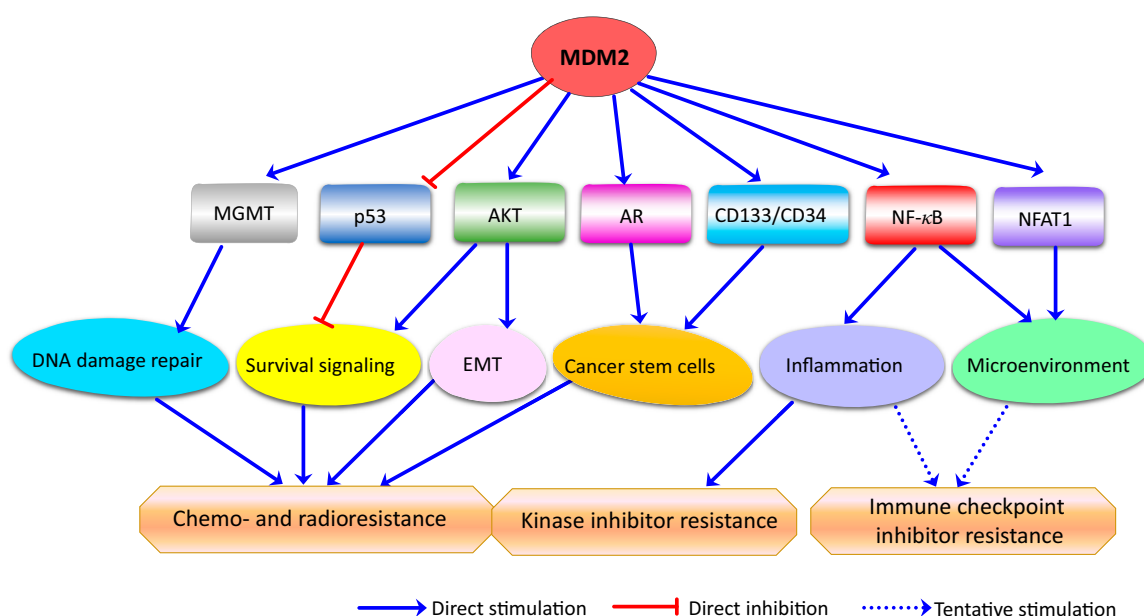 MDM2
MGMT
p53
AKT
AR
CD133/CD34
NF-κB
NFAT1
DNA damage repair
Survival signaling
EMT
Cancer stem cells
Inflammation
Microenvironment
Chemo- and radioresistance
Kinase inhibitor resistance
Immune checkpoint
inhibitor resistance
Direct stimulation
Direct inhibition
Tentative stimulation